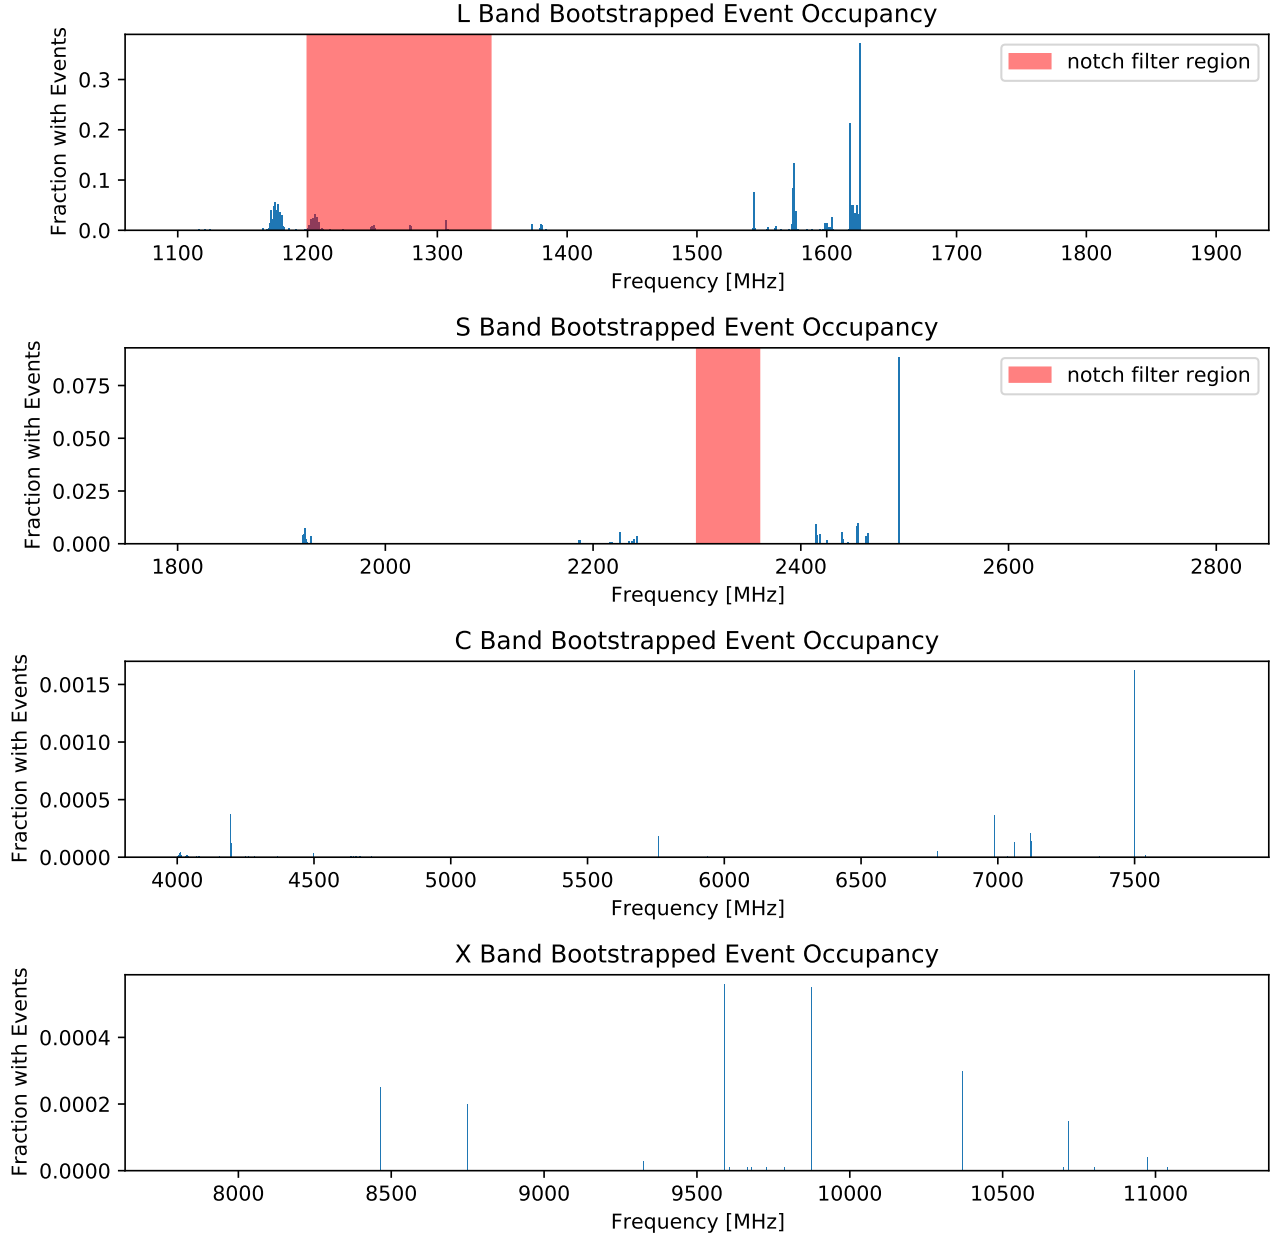 L Band Bootstrapped Event Occupancy
Fraction with Events
0.3
0.2
0.1
0.0
notch filter region
1100 1200 1300 1400 1500 1600 1700 1800 1900
Frequency [MHz]
S Band Bootstrapped Event Occupancy
Fraction with Events
0.075
0.050
0.025
0.000
notch filter region
1800 2000 2200 2400 2600 2800
Frequency [MHz]
C Band Bootstrapped Event Occupancy
Fraction with Events
0.0015
0.0010
0.0005
0.0000
4000 4500 5000 5500 6000 6500 7000 7500
Frequency [MHz]
X Band Bootstrapped Event Occupancy
Fraction with Events
0.0004
0.0002
0.0000
8000 8500 9000 9500 10000 10500 11000
Frequency [MHz]